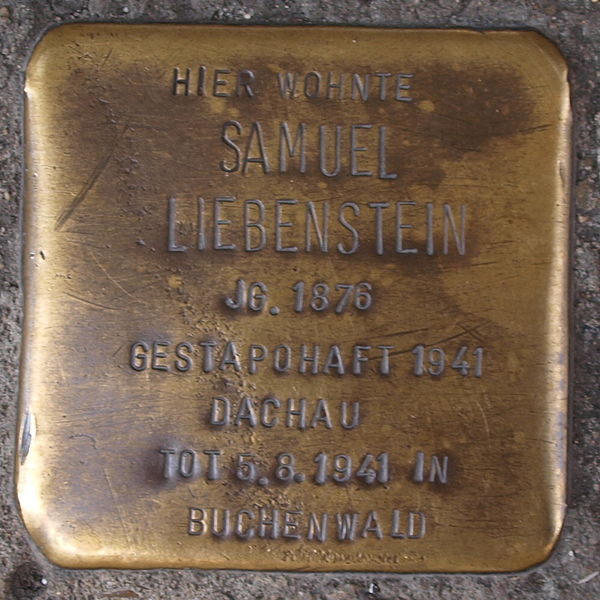 HIER WOHNTE
SAMUEL
LIEBENSTEIN
JG. 1876
GESTAPOHAFT 1941
DACHAU
TOT 5.8.1941 IN
BUCHENWALD